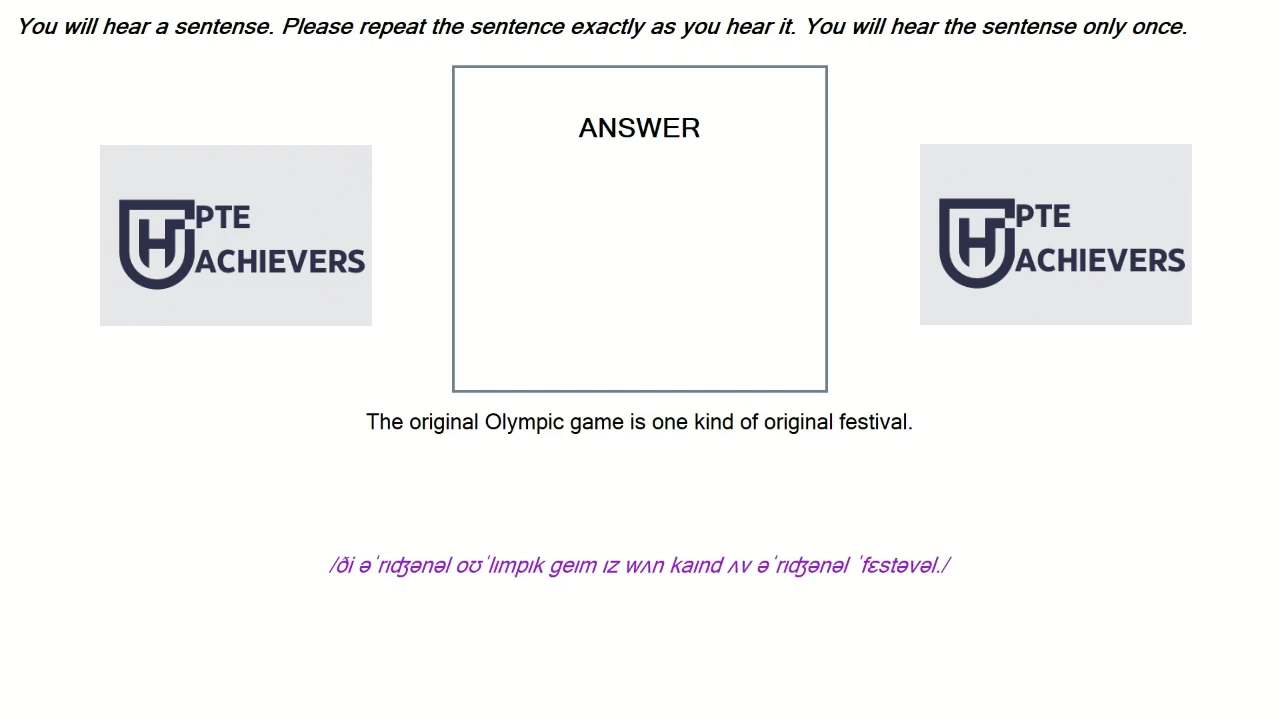 You will hear a sentence. Please repeat the sentence exactly as you hear it. You will hear the sentence only once.
ANSWER
PTE
ACHIEVERS
PTE
ACHIEVERS
The original Olympic game is one kind of original festival.
/ði əˈrɪʤənəl oʊˈlɪmpɪk geɪm ɪz wʌn kaɪnd ʌv əˈrɪʤənəl ˈfɛstəvəl./